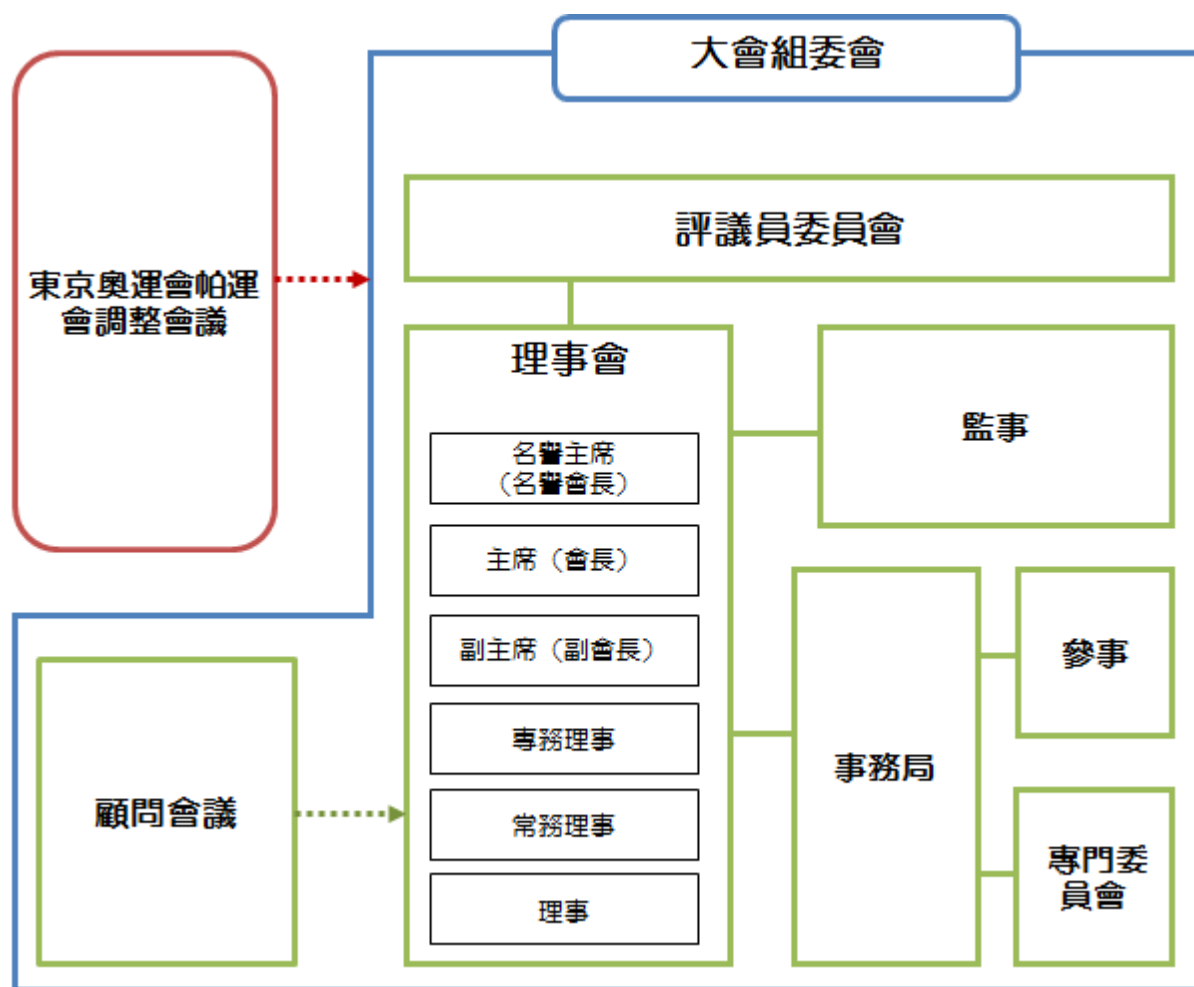 大會組委會
東京奧運會帕運
會調整會議
評議員委員會
理事會
名譽主席
（名譽會長）
主席（會長）
副主席（副會長）
專務理事
常務理事
理事
監事
事務局
參事
專門委
員會
顧問會議